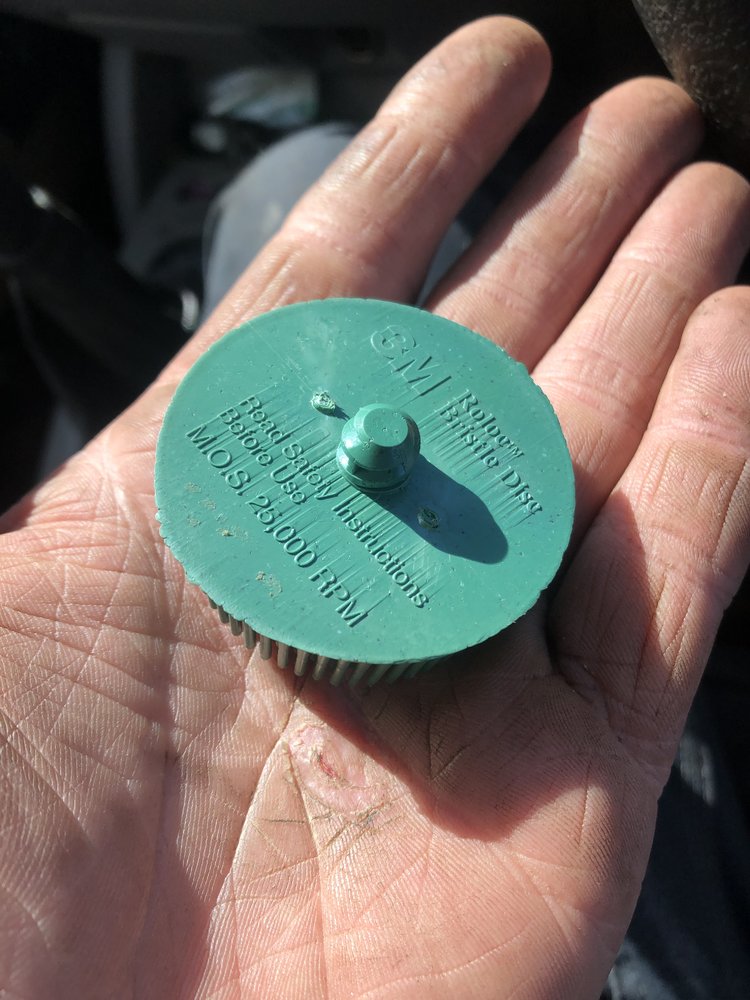 3M
Roloc™
Bristle Disc
Read Safety Instructions
Before Use
M.O.S. 25,000 RPM